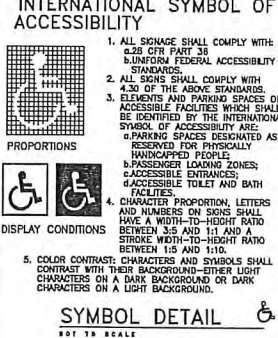 INTERNATIONAL SYMBOL OF
ACCESSIBILITY
1. ALL SIGNAGE SHALL COMPLY WITH:
a.28 CFR PART 36
b.UNIFORM FEDERAL ACCESSIBILITY
STANDARDS.
2. ALL SIGNS SHALL COMPLY WITH
4.30 OF THE ABOVE STANDARDS.
3. ELEMENTS AND PARKING SPACES OF
ACCESSIBLE FACILITIES WHICH SHALL
BE IDENTIFIED BY THE INTERNATIONAL
SYMBOL OF ACCESSIBILITY ARE:
a.PARKING SPACES DESIGNATED AS
RESERVED FOR PHYSICALLY
HANDICAPPED PEOPLE;
b.PASSENGER LOADING ZONES;
c.ACCESSIBLE ENTRANCES;
d.ACCESSIBLE TOILET AND BATH
FACILITIES.
PROPORTIONS
4. CHARACTER PROPORTION, LETTERS
AND NUMBERS ON SIGNS SHALL
HAVE A WIDTH-TO-HEIGHT RATIO
BETWEEN 3:5 AND 1:1 AND A
STROKE WIDTH-TO-HEIGHT RATIO
BETWEEN 1:5 AND 1:10.
DISPLAY CONDITIONS
5. COLOR CONTRAST: CHARACTERS AND SYMBOLS SHALL
CONTRAST WITH THEIR BACKGROUND-EITHER LIGHT
CHARACTERS ON A DARK BACKGROUND OR DARK
CHARACTERS ON A LIGHT BACKGROUND.
SYMBOL DETAIL
NOT TO SCALE